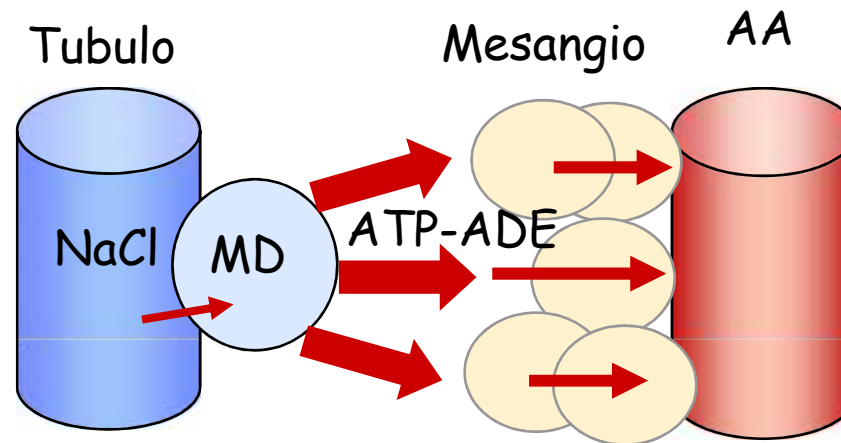 Tubulo
Mesangio
AA
NaCl
MD
ATP-ADE